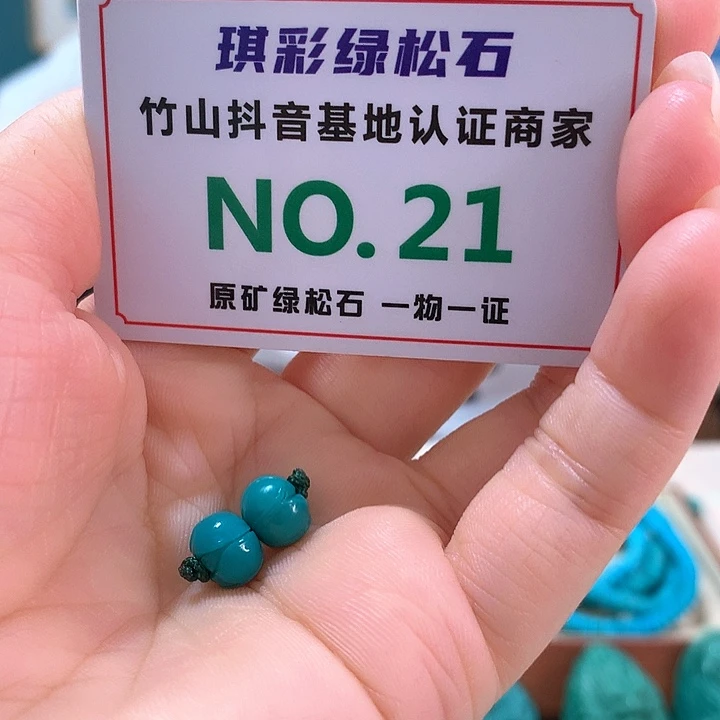 琪彩绿松石
竹山抖音基地认证商家
NO. 21
原矿绿松石 一物一证